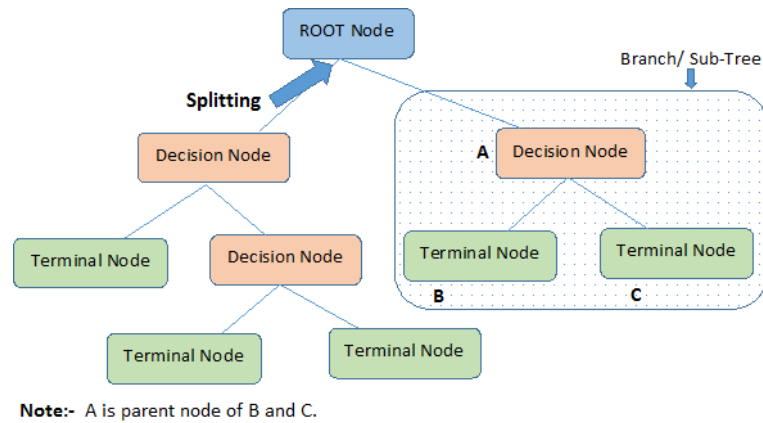 ROOT Node
Branch/ Sub-Tree
Splitting
Decision Node
A
Decision Node
Terminal Node
Decision Node
Terminal Node
Terminal Node
B
C
Terminal Node
Terminal Node
Note:- A is parent node of B and C.